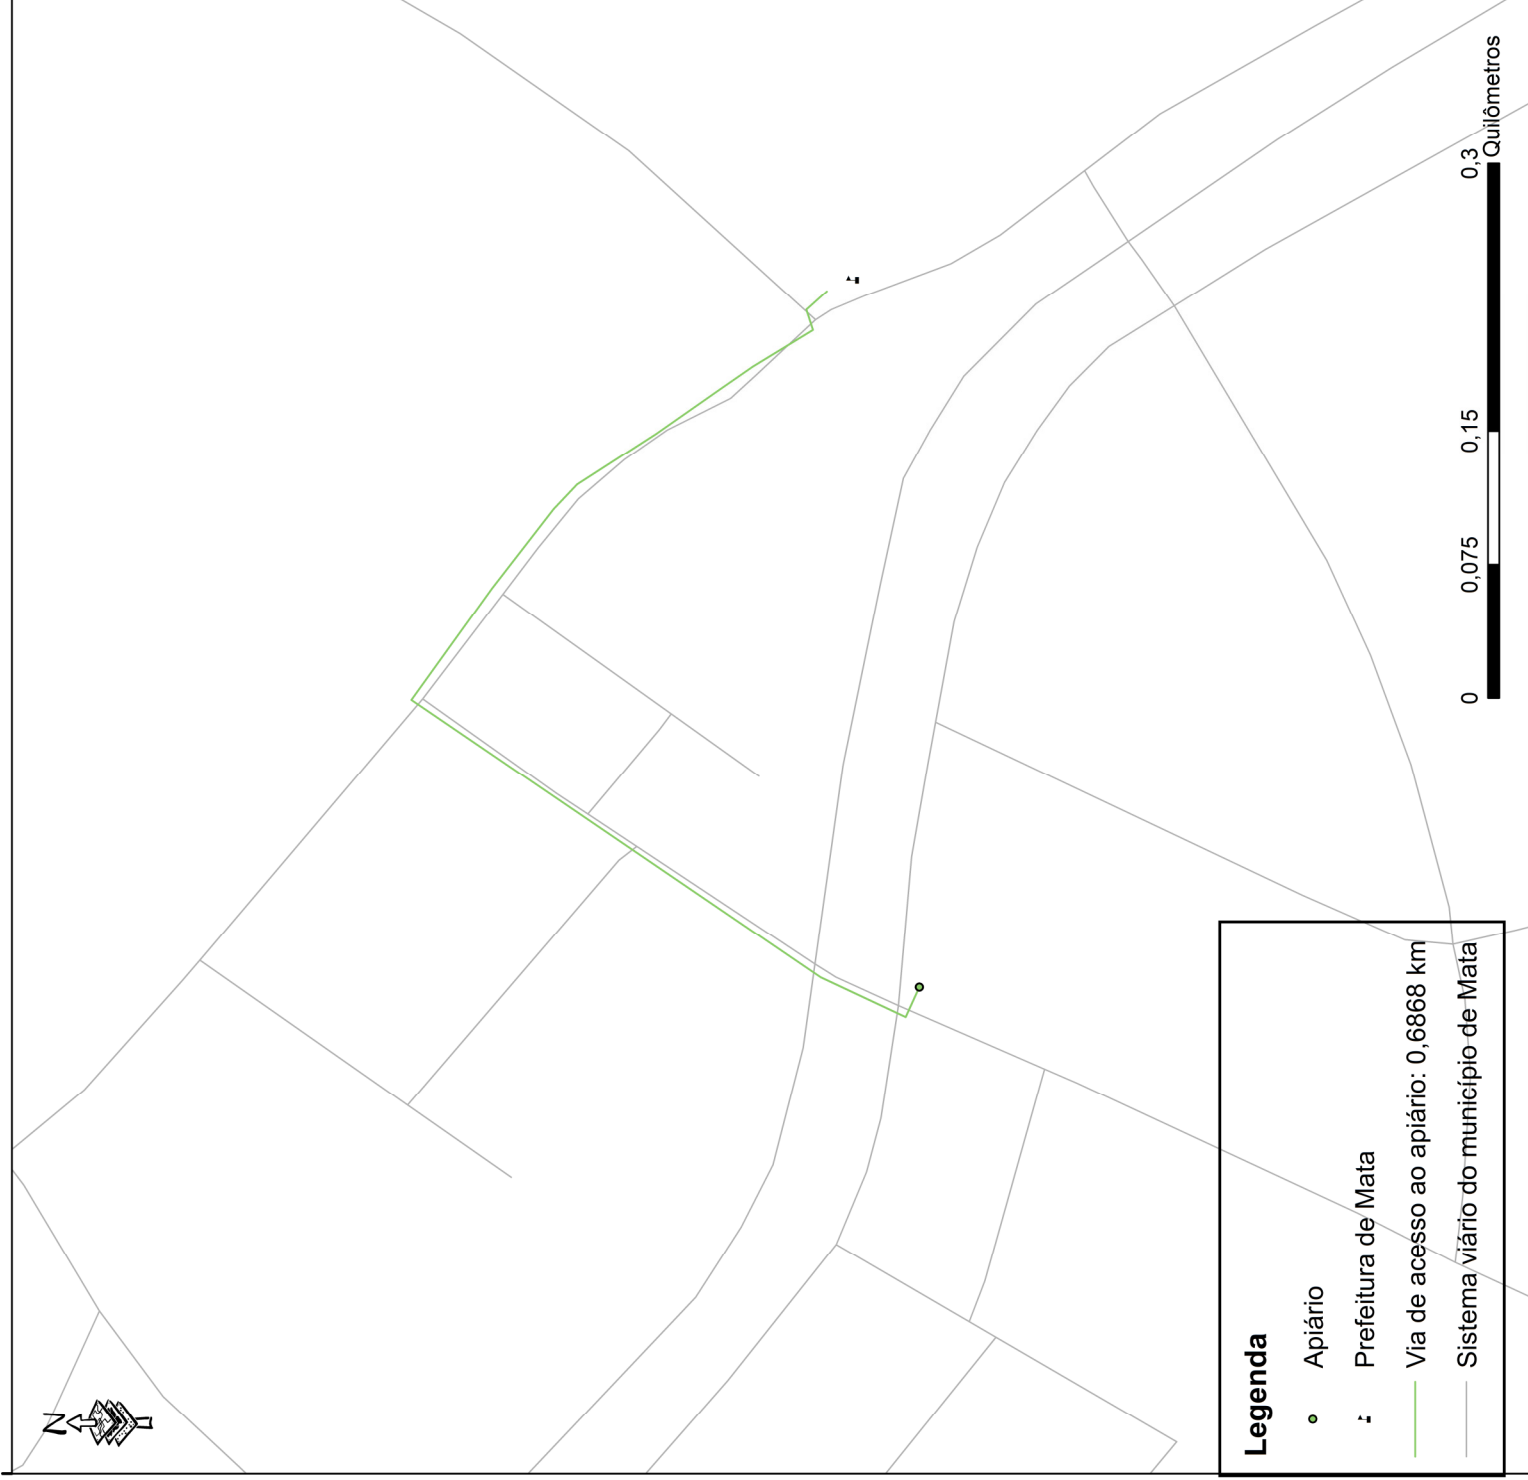 N
Legenda
Apiário
Prefeitura de Mata
Via de acesso ao apiário: 0,6868 km
Sistema viário do município de Mata
0 0,075 0,15 0,3
Quilômetros